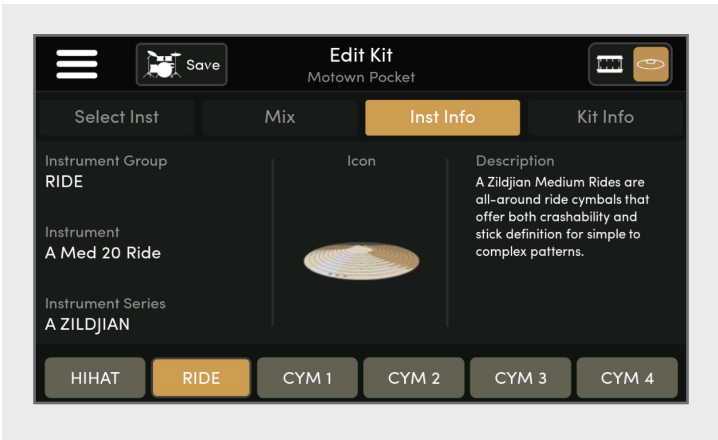 Save
Edit Kit
Motown Pocket
Select Inst
Mix
Inst Info
Kit Info
Instrument Group
RIDE
Instrument
A Med 20 Ride
Instrument Series
A ZILDJIAN
Icon
Description
A Zildjian Medium Rides are
all-around ride cymbals that
offer both crashability and
stick definition for simple to
complex patterns.
HIHAT
RIDE
CYM 1
CYM 2
CYM 3
CYM 4